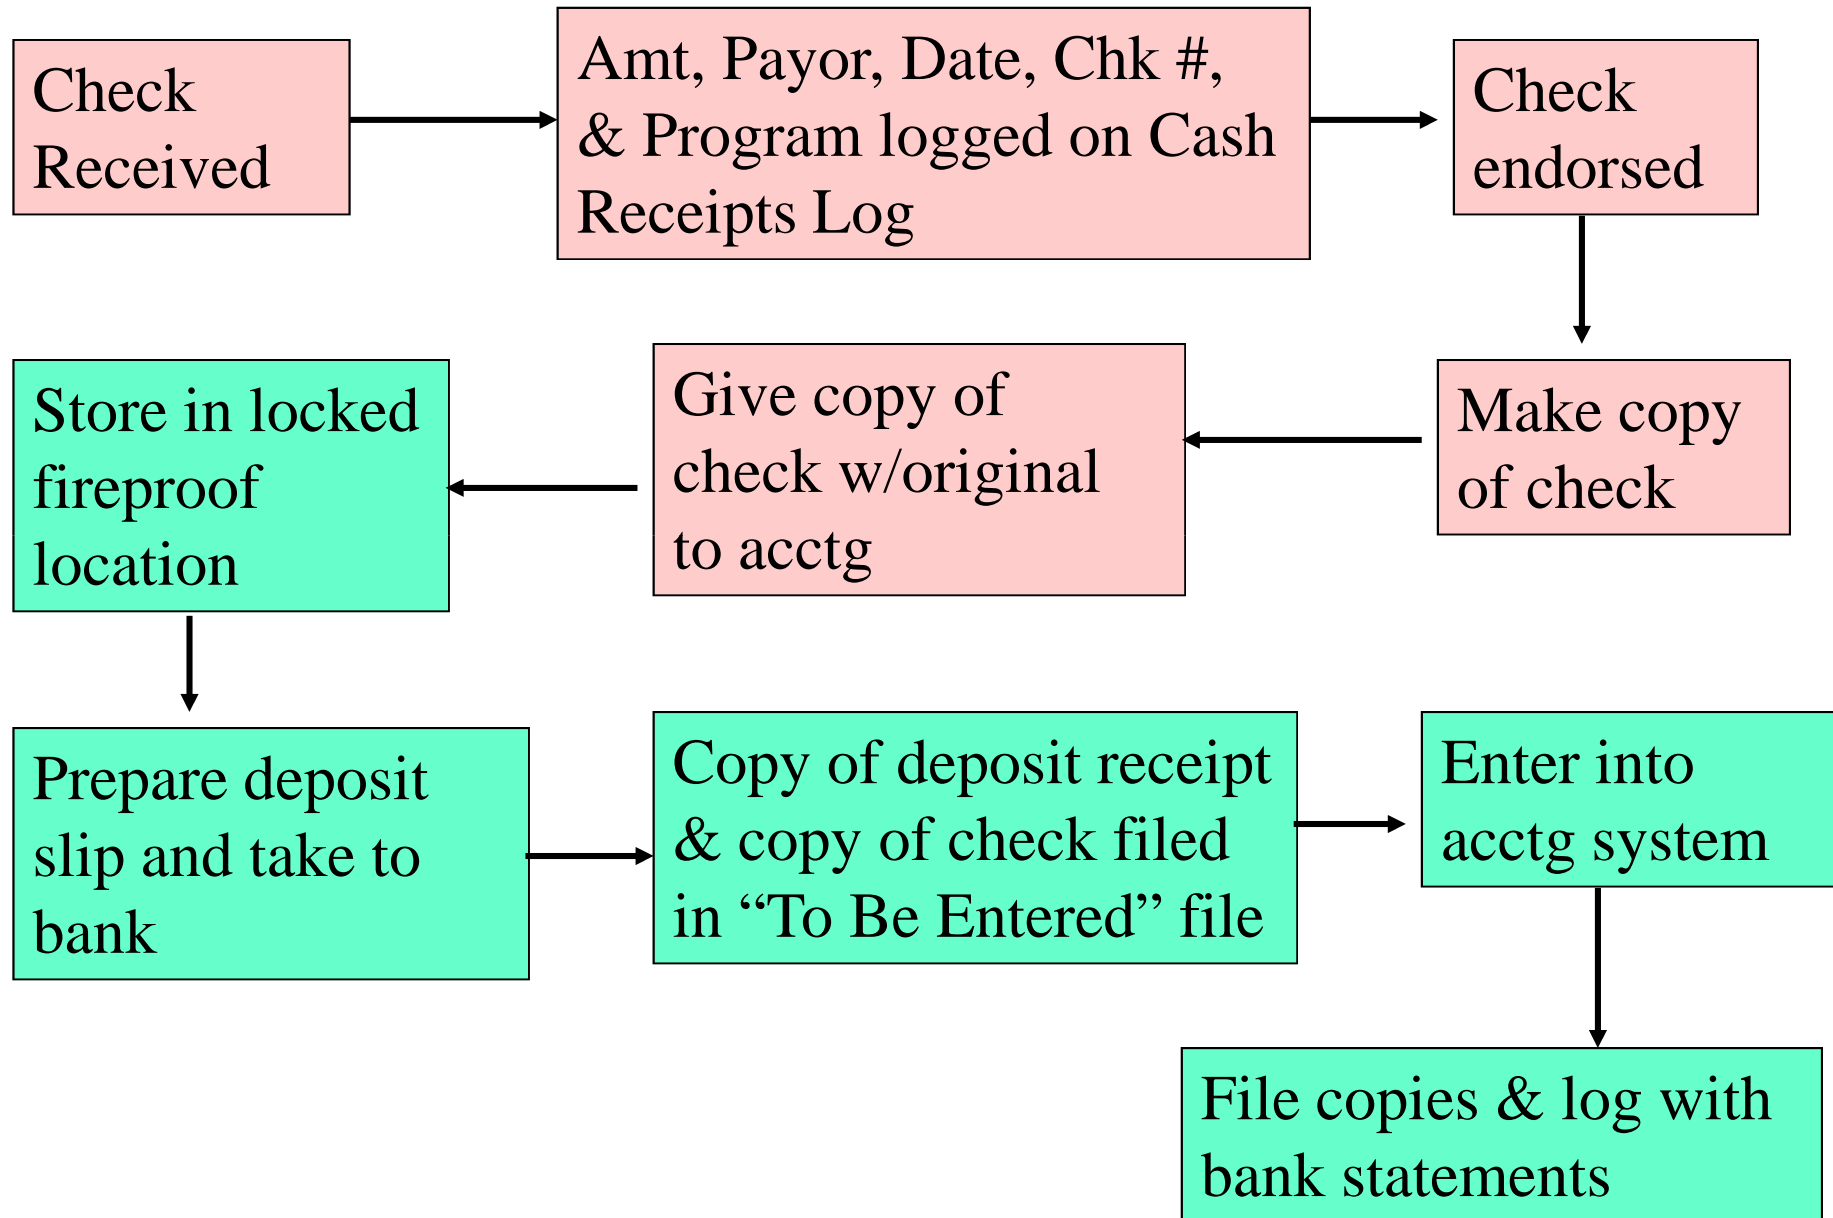 Check
Received
Amt, Payor, Date, Chk #,
& Program logged on Cash
Receipts Log
Check
endorsed
Make copy
of check
Give copy of
check w/original
to acctg
Store in locked
fireproof
location
Prepare deposit
slip and take to
bank
Copy of deposit receipt
& copy of check filed
in “To Be Entered” file
Enter into
acctg system
File copies & log with
bank statements